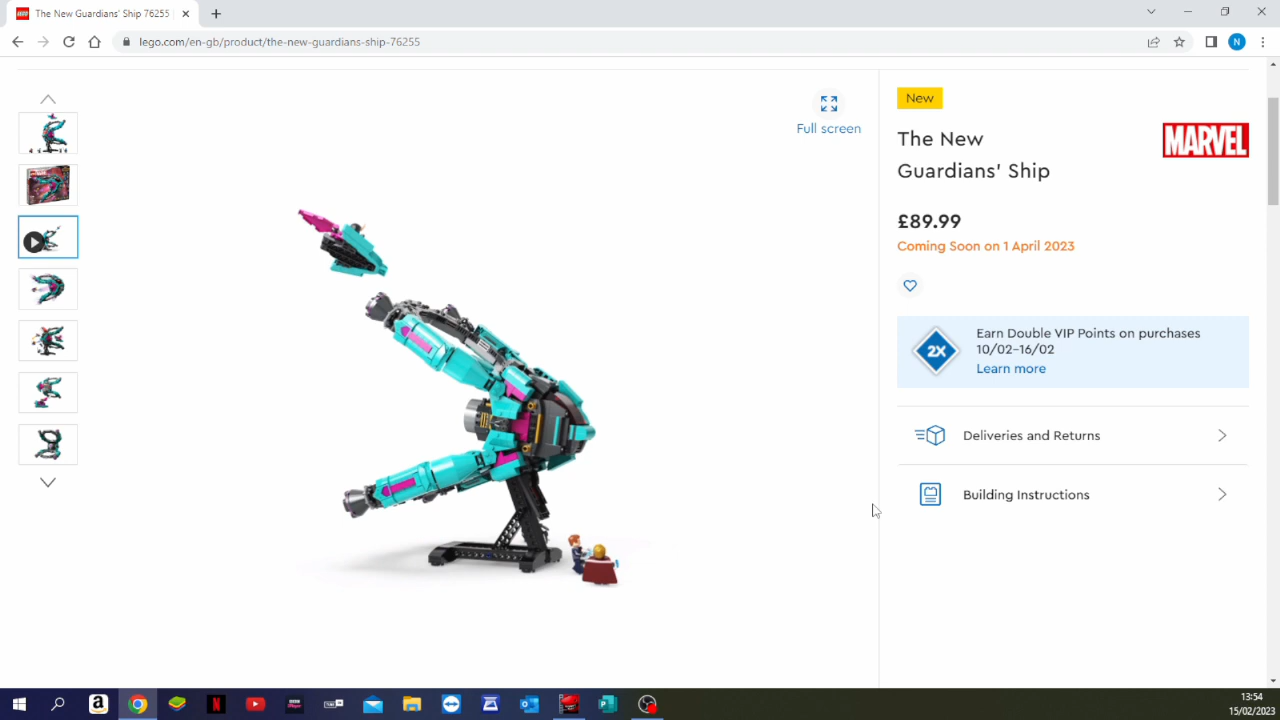 The New Guardians' Ship 76255
lego.com/en-gb/product/the-new-guardians-ship-76255
N
Full screen
New
The New
Guardians' Ship
MARVEL
£89.99
Coming Soon on 1 April 2023
2X
Earn Double VIP Points on purchases
10/02-16/02
Learn more
Deliveries and Returns
Building Instructions
13:54
15/02/2023